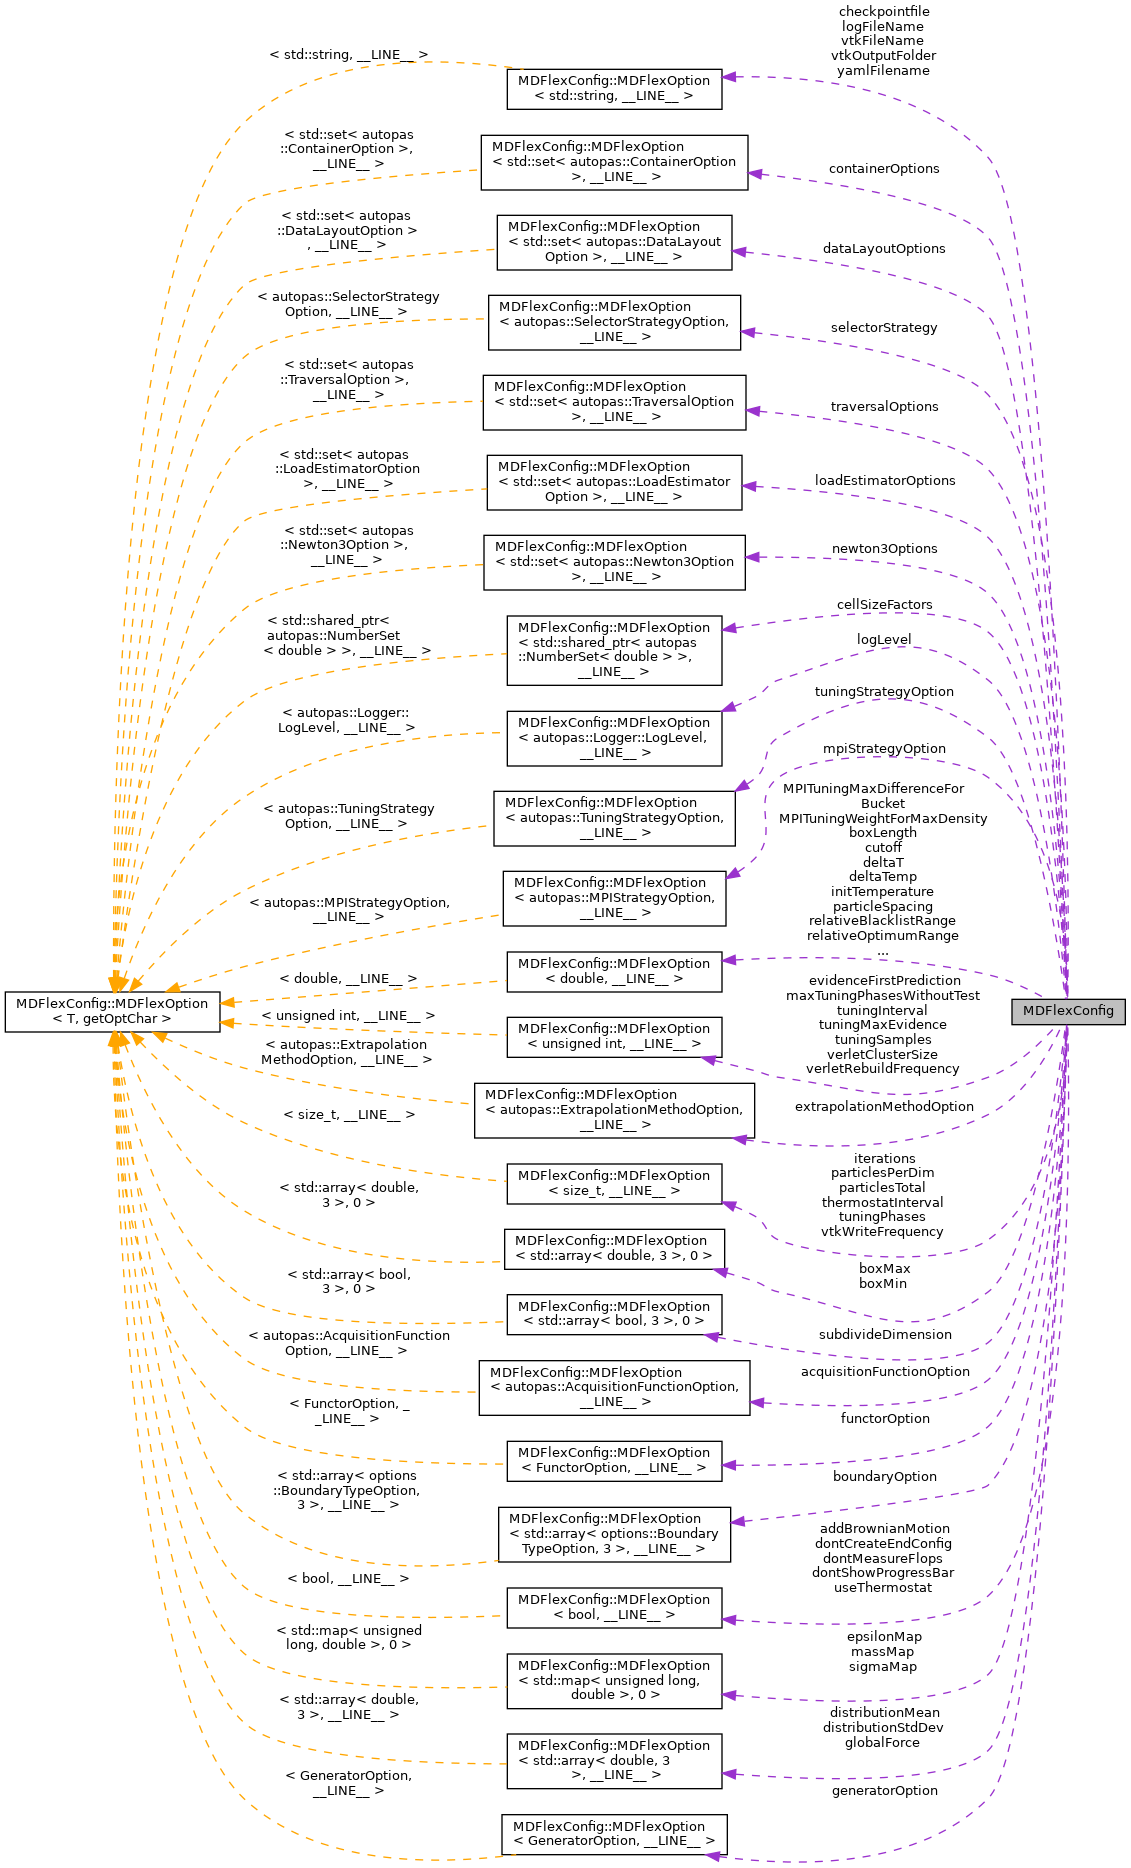 checkpointfile
logFileName
vtkFileName
vtkOutputFolder
yamlFilename
< std::string, __LINE__ >
MDFlexConfig::MDFlexOption
< std::string, __LINE__ >
< std::set< autopas
::ContainerOption >,
__LINE__ >
MDFlexConfig::MDFlexOption
< std::set< autopas::ContainerOption
>, __LINE__ >
containerOptions
< std::set< autopas
::DataLayoutOption >
, __LINE__ >
MDFlexConfig::MDFlexOption
< std::set< autopas::DataLayout
Option >, __LINE__ >
dataLayoutOptions
< autopas::SelectorStrategy
Option, __LINE__ >
MDFlexConfig::MDFlexOption
< autopas::SelectorStrategyOption,
__LINE__ >
selectorStrategy
< std::set< autopas
::TraversalOption >,
__LINE__ >
MDFlexConfig::MDFlexOption
< std::set< autopas::TraversalOption
>, __LINE__ >
traversalOptions
< std::set< autopas
::LoadEstimatorOption
>, __LINE__ >
MDFlexConfig::MDFlexOption
< std::set< autopas::LoadEstimator
Option >, __LINE__ >
loadEstimatorOptions
< std::set< autopas
::Newton3Option >,
__LINE__ >
MDFlexConfig::MDFlexOption
< std::set< autopas::Newton3Option
>, __LINE__ >
newton3Options
< std::shared_ptr<
autopas::NumberSet
< double > >, __LINE__ >
MDFlexConfig::MDFlexOption
< std::shared_ptr< autopas
::NumberSet< double > >,
__LINE__ >
cellSizeFactors
< autopas::Logger::
LogLevel, __LINE__ >
MDFlexConfig::MDFlexOption
< autopas::Logger::LogLevel,
__LINE__ >
logLevel
< autopas::TuningStrategy
Option, __LINE__ >
MDFlexConfig::MDFlexOption
< autopas::TuningStrategyOption,
__LINE__ >
tuningStrategyOption
< autopas::MPIStrategyOption,
__LINE__ >
MDFlexConfig::MDFlexOption
< autopas::MPIStrategyOption,
__LINE__ >
mpiStrategyOption
< double, __LINE__ >
MDFlexConfig::MDFlexOption
< double, __LINE__ >
MPITuningMaxDifferenceFor
Bucket
MPITuningWeightForMaxDensity
boxLength
cutoff
deltaT
deltaTemp
initTemperature
particleSpacing
relativeBlacklistRange
relativeOptimumRange
...
MDFlexConfig::MDFlexOption
< T, getOptChar >
MDFlexConfig
< unsigned int, __LINE__ >
MDFlexConfig::MDFlexOption
< unsigned int, __LINE__ >
evidenceFirstPrediction
maxTuningPhasesWithoutTest
tuningInterval
tuningMaxEvidence
tuningSamples
verletClusterSize
verletRebuildFrequency
< autopas::Extrapolation
MethodOption, __LINE__ >
MDFlexConfig::MDFlexOption
< autopas::ExtrapolationMethodOption,
__LINE__ >
extrapolationMethodOption
< size_t, __LINE__ >
MDFlexConfig::MDFlexOption
< size_t, __LINE__ >
iterations
particlesPerDim
particlesTotal
thermostatInterval
tuningPhases
vtkWriteFrequency
< std::array< double,
3 >, 0 >
MDFlexConfig::MDFlexOption
< std::array< double, 3 >, 0 >
boxMax
boxMin
< std::array< bool,
3 >, 0 >
MDFlexConfig::MDFlexOption
< std::array< bool, 3 >, 0 >
subdivideDimension
< autopas::AcquisitionFunction
Option, __LINE__ >
MDFlexConfig::MDFlexOption
< autopas::AcquisitionFunctionOption,
__LINE__ >
acquisitionFunctionOption
< FunctorOption, _
_LINE__ >
MDFlexConfig::MDFlexOption
< FunctorOption, __LINE__ >
functorOption
< std::array< options
::BoundaryTypeOption,
3 >, __LINE__ >
MDFlexConfig::MDFlexOption
< std::array< options::Boundary
TypeOption, 3 >, __LINE__ >
boundaryOption
< bool, __LINE__ >
MDFlexConfig::MDFlexOption
< bool, __LINE__ >
addBrownianMotion
dontCreateEndConfig
dontMeasureFlops
dontShowProgressBar
useThermostat
< std::map< unsigned
long, double >, 0 >
MDFlexConfig::MDFlexOption
< std::map< unsigned long,
double >, 0 >
epsilonMap
massMap
sigmaMap
< std::array< double,
3 >, __LINE__ >
MDFlexConfig::MDFlexOption
< std::array< double, 3
>, __LINE__ >
distributionMean
distributionStdDev
globalForce
< GeneratorOption,
__LINE__ >
MDFlexConfig::MDFlexOption
< GeneratorOption, __LINE__ >
generatorOption